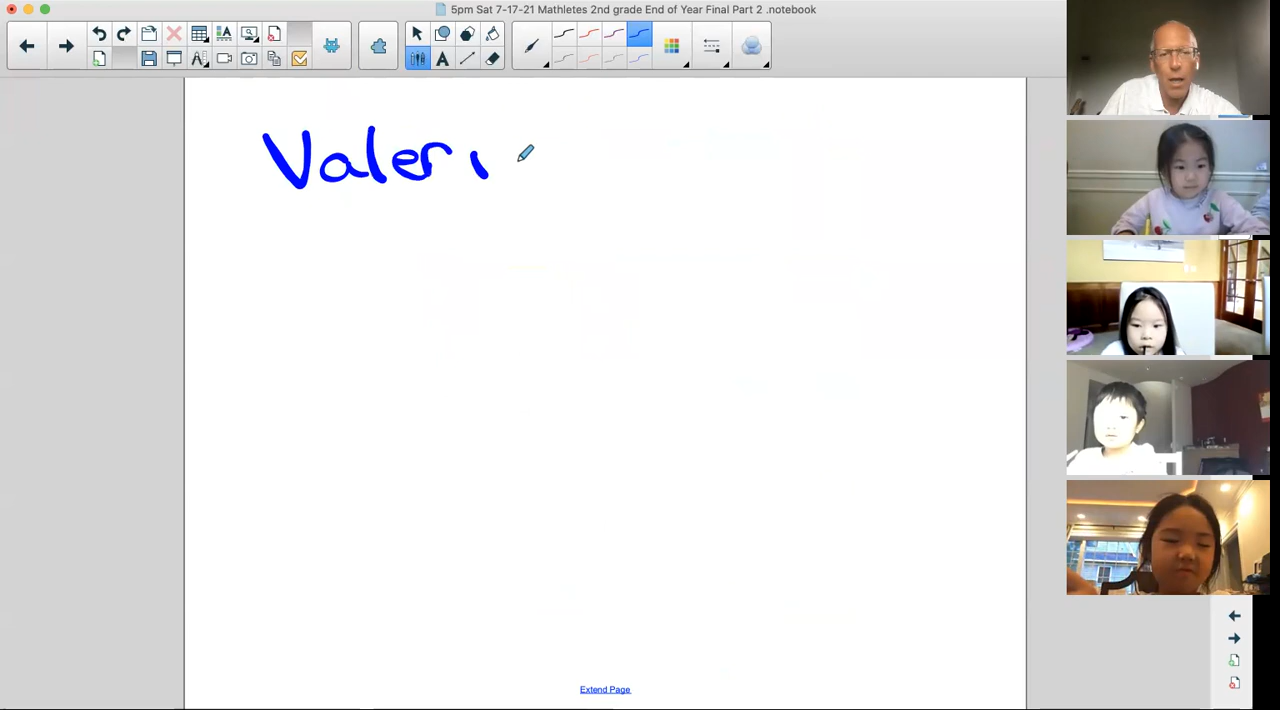 5pm Sat 7-17-21 Mathletes 2nd grade End of Year Final Part 2 .notebook
Valeri
Extend Page